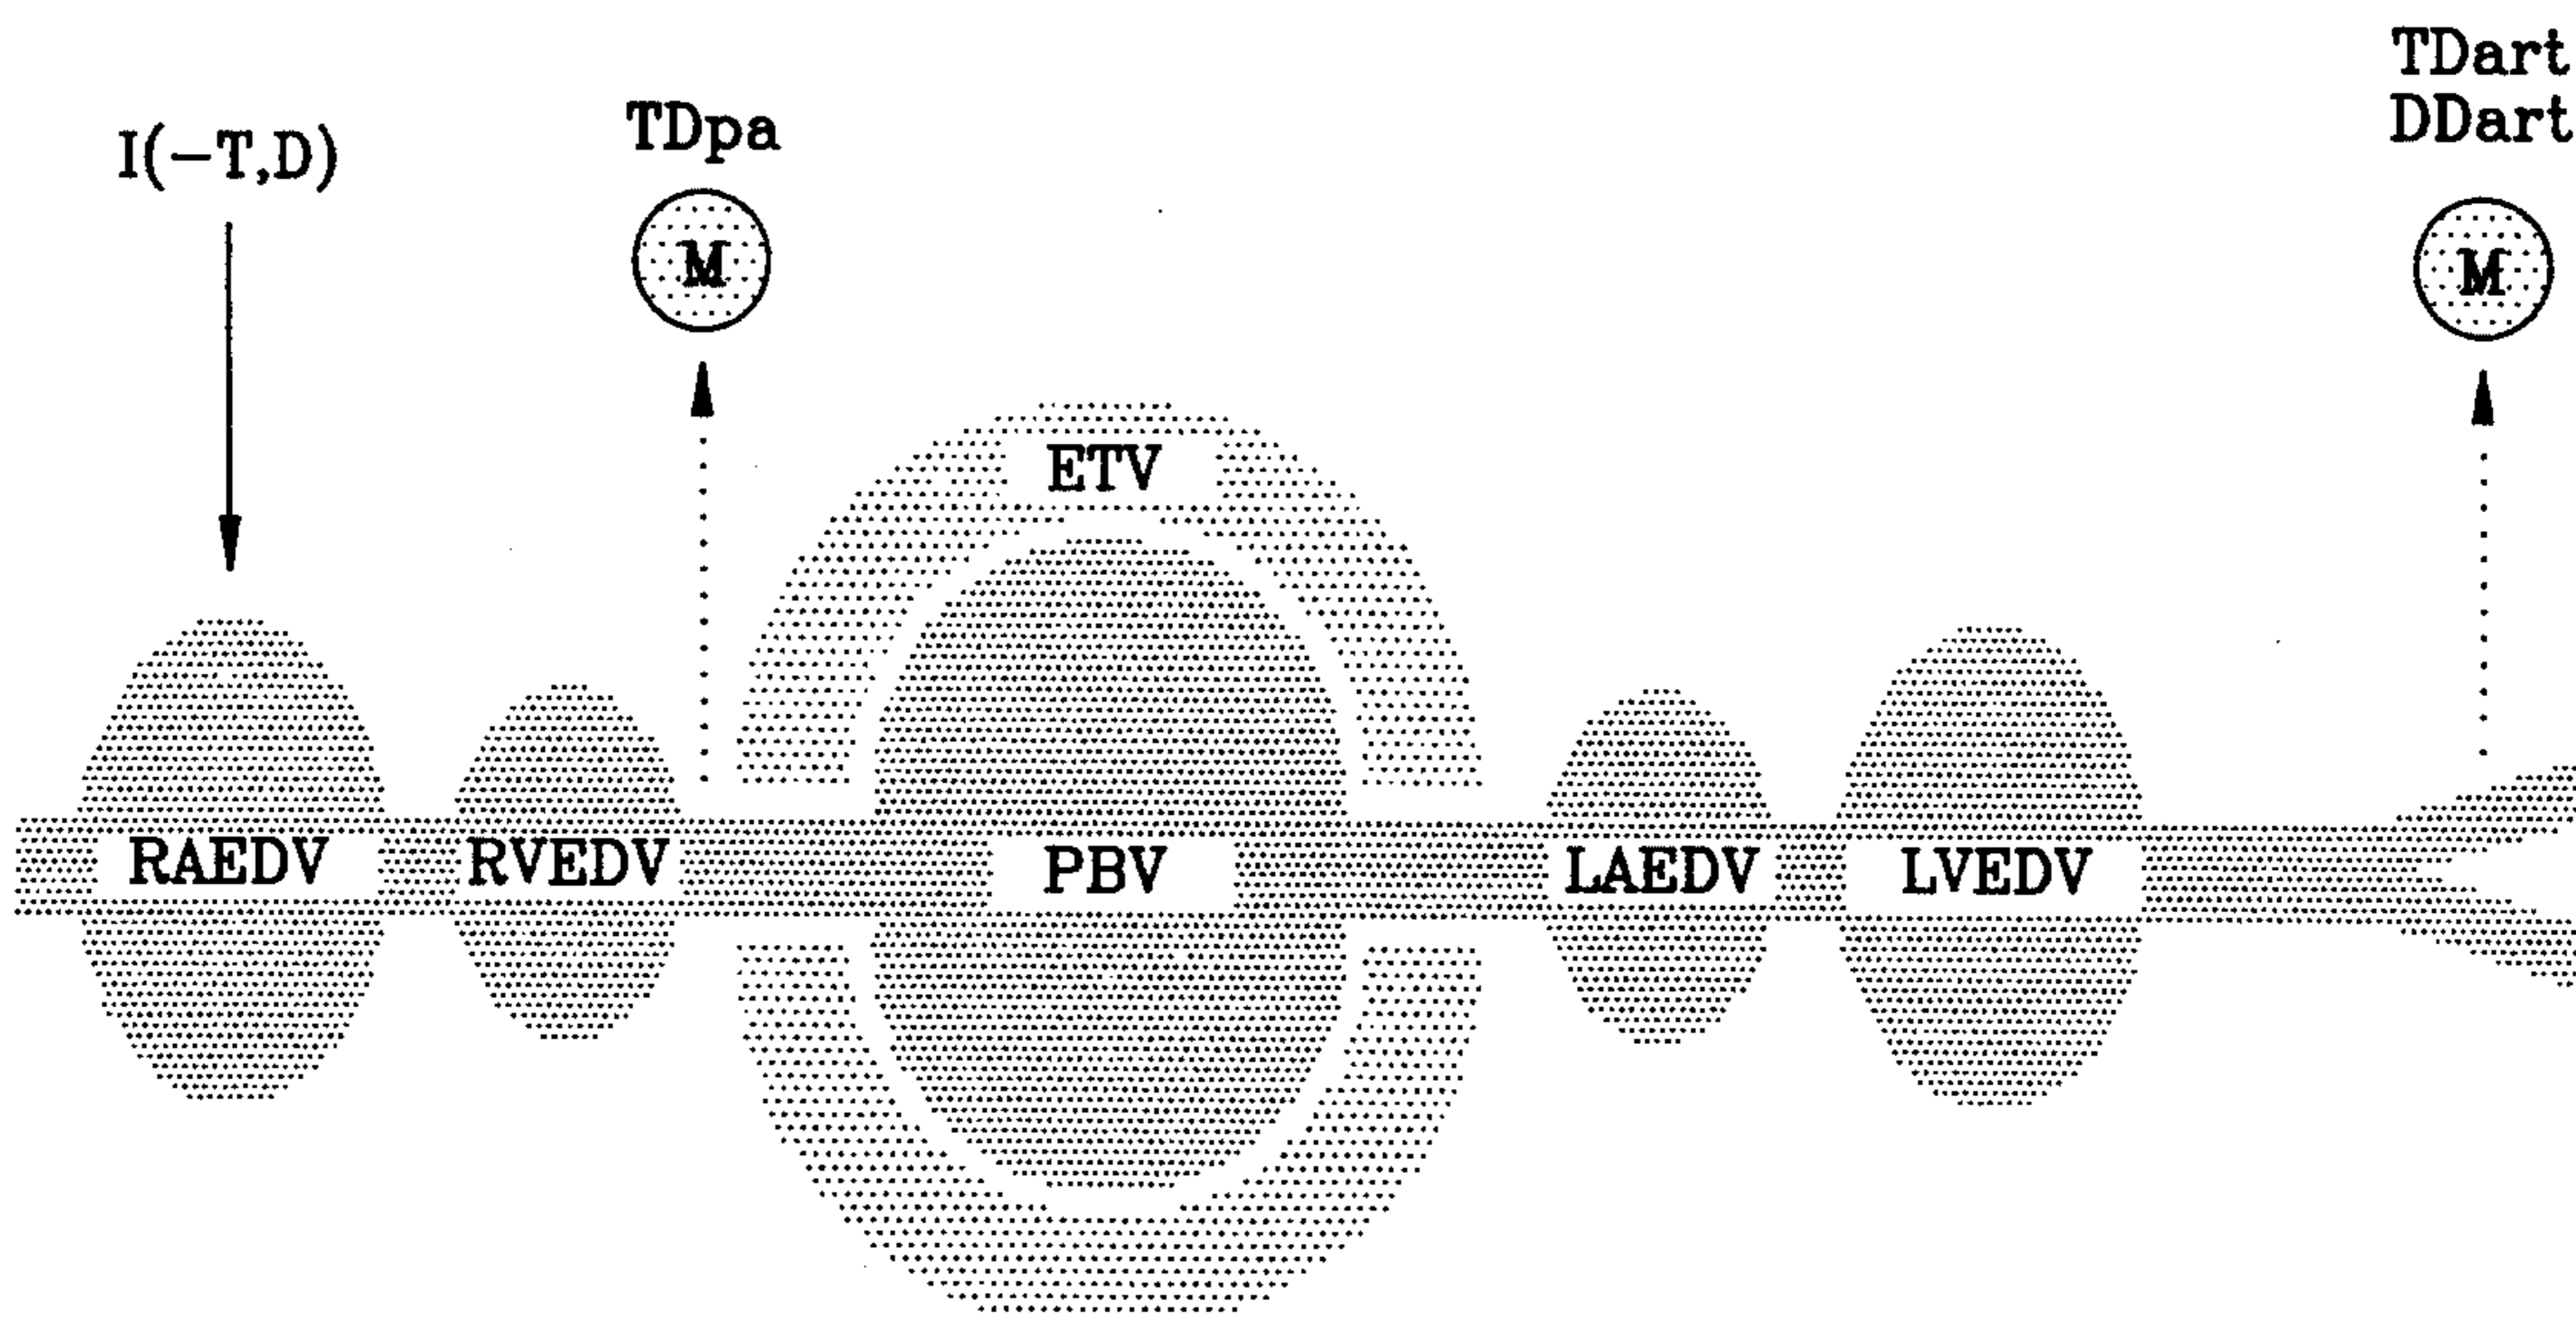 TDart
DDart
TDpa
I(−T,D)
M
M
ETV
RAEDV
RVEDV
PBV
LAEDV
LVEDV